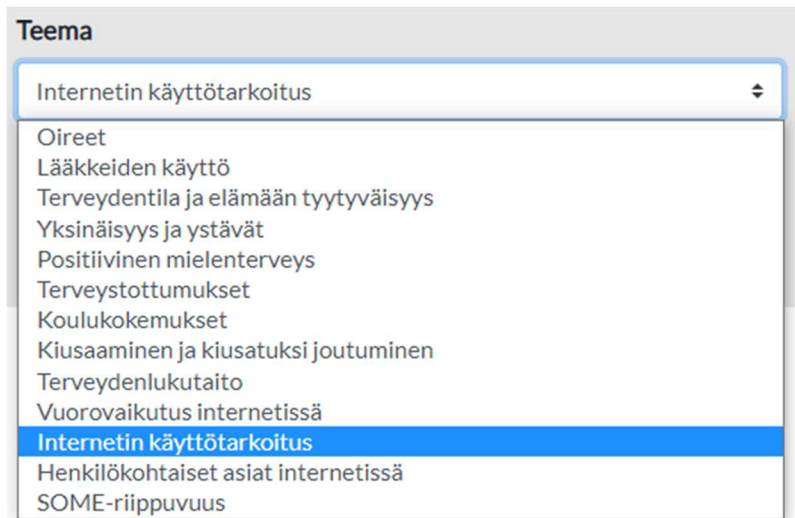 Teema
Internetin käyttötarkoitus
Oireet
Lääkkeiden käyttö
Terveydentila ja elämään tyytyväisyys
Yksinäisyys ja ystävät
Positiivinen mielenterveys
Terveystottumukset
Koulukokemukset
Kiusaaminen ja kiusatuksi joutuminen
Terveydenlukutaito
Vuorovaikutus internetissä
Internetin käyttötarkoitus
Henkilökohtaiset asiat internetissä
SOME-riippuvuus